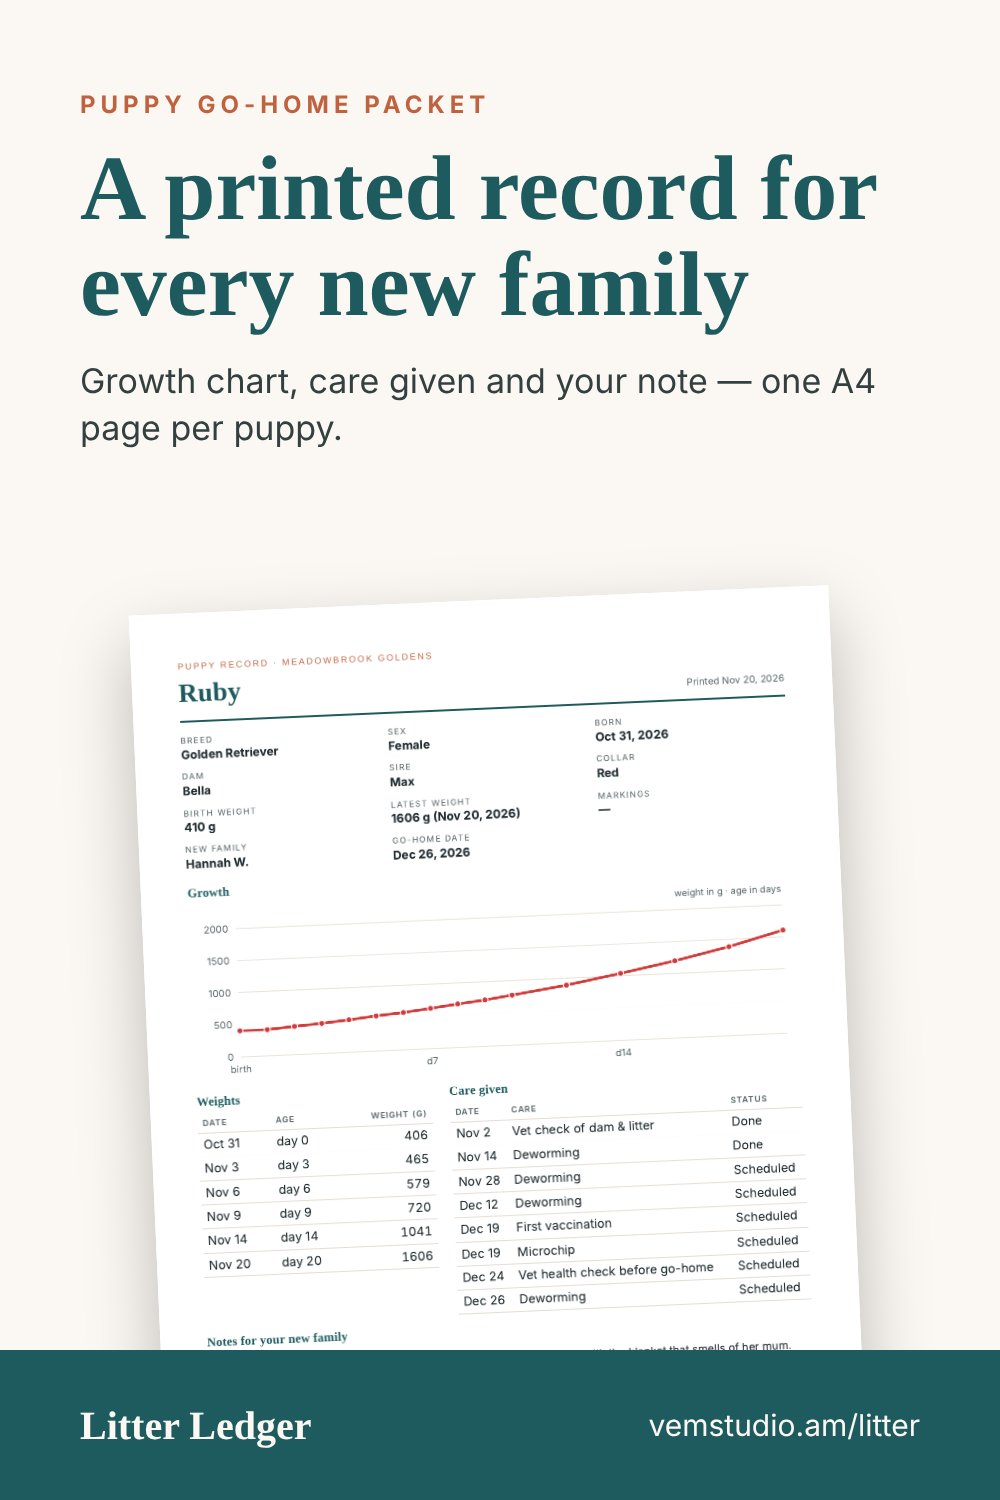 PUPPY GO-HOME PACKET
A printed record for
every new family
Growth chart, care given and your note — one A4
page per puppy.
PUPPY RECORD · MEADOWBROOK GOLDENS
Ruby
Printed Nov 20, 2026
BREED SEX BORN
Golden Retriever Female Oct 31, 2026
DAM SIRE COLLAR
Bella Max Red
BIRTH WEIGHT LATEST WEIGHT MARKINGS
410 g 1606 g (Nov 20, 2026) —
NEW FAMILY GO-HOME DATE
Hannah W. Dec 26, 2026
Growth
weight in g · age in days
2000
1500
1000
500
0
birth d7 d14
Weights
DATE AGE WEIGHT (G)
Oct 31 day 0 406
Nov 3 day 3 465
Nov 6 day 6 579
Nov 9 day 9 720
Nov 14 day 14 1041
Nov 20 day 20 1606
Care given
DATE CARE STATUS
Nov 2 Vet check of dam & litter Done
Nov 14 Deworming Done
Nov 28 Deworming Scheduled
Dec 12 Deworming Scheduled
Dec 19 First vaccination Scheduled
Dec 19 Microchip Scheduled
Dec 24 Vet health check before go-home Scheduled
Dec 26 Deworming Scheduled
Notes for your new family
blanket that smells of her mum.
Litter Ledger
vemstudio.am/litter